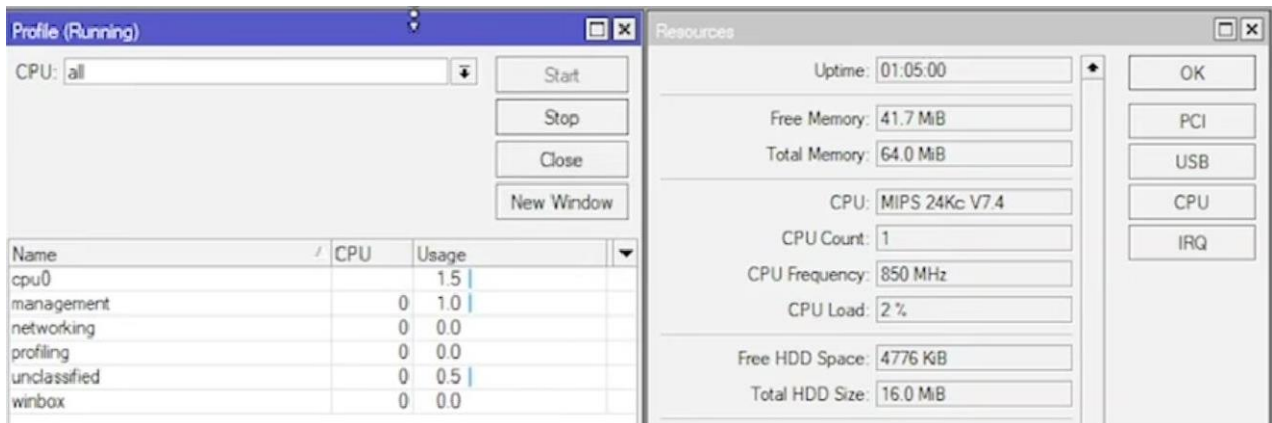 Profile (Running)
CPU: all
Start
Stop
Close
New Window
Name / CPU Usage
cpu0 1.5
management 0 1.0
networking 0 0.0
profiling 0 0.0
unclassified 0 0.5
winbox 0 0.0
Resources
Uptime: 01:05:00
Free Memory: 41.7 MiB
Total Memory: 64.0 MiB
CPU: MIPS 24Kc V7.4
CPU Count: 1
CPU Frequency: 850 MHz
CPU Load: 2 %
Free HDD Space: 4776 KiB
Total HDD Size: 16.0 MiB
OK
PCI
USB
CPU
IRQ